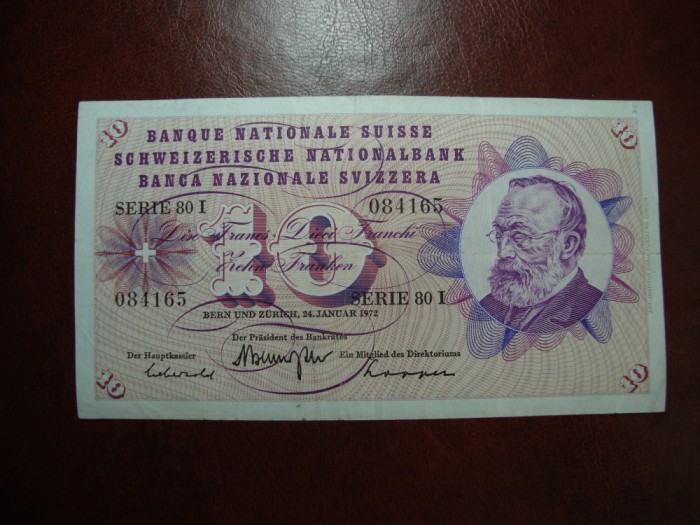 10
10
BANQUE NATIONALE SUISSE
SCHWEIZERISCHE NATIONALBANK
BANCA NAZIONALE SVIZZERA
SERIE 80 I
084165
10
Dix Francs Dieci Franchi
Zehn Franken
084165
SERIE 80 I
BERN UND ZÜRICH, 24. JANUAR 1972
Der Präsident des Bankrates
Der Hauptkassier
Ein Mitglied des Direktoriums
10
10